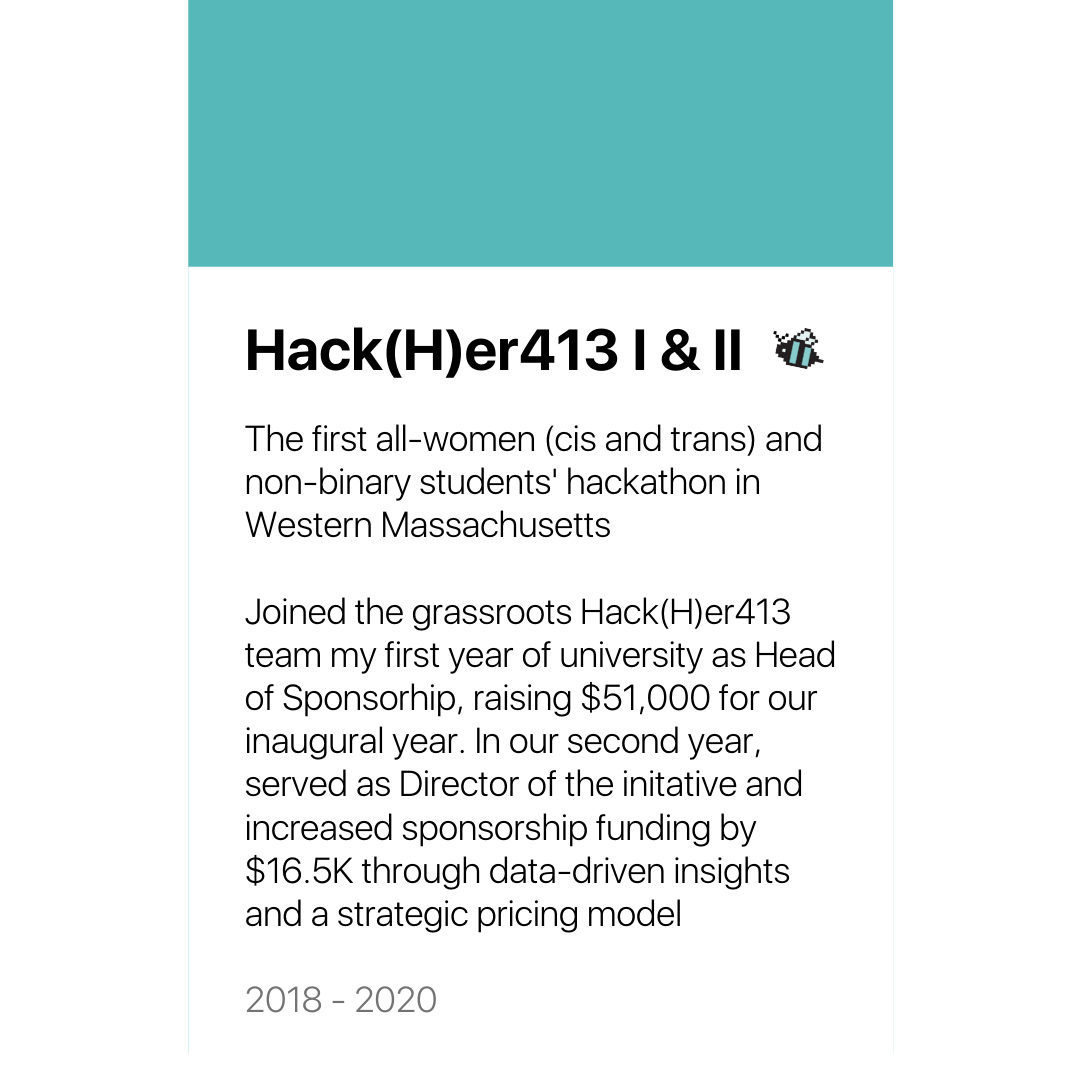 Hack(H)er413 I & II
The first all-women (cis and trans) and
non-binary students' hackathon in
Western Massachusetts
Joined the grassroots Hack(H)er413
team my first year of university as Head
of Sponsorhip, raising $51,000 for our
inaugural year. In our second year,
served as Director of the initative and
increased sponsorship funding by
$16.5K through data-driven insights
and a strategic pricing model
2018 - 2020